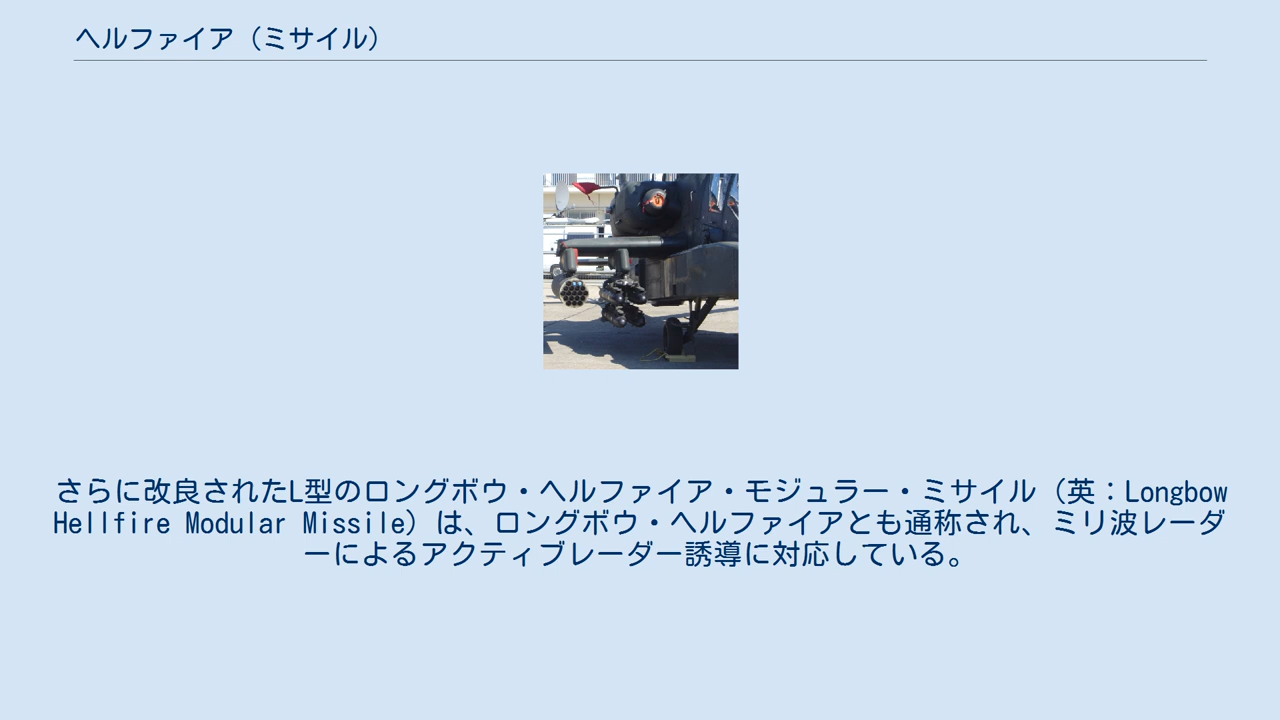 ヘルファイア（ミサイル）
さらに改良されたL型のロングボウ・ヘルファイア・モジュラー・ミサイル（英：Longbow
Hellfire Modular Missile）は、ロングボウ・ヘルファイアとも通称され、ミリ波レーダ
ーによるアクティブレーダー誘導に対応している。